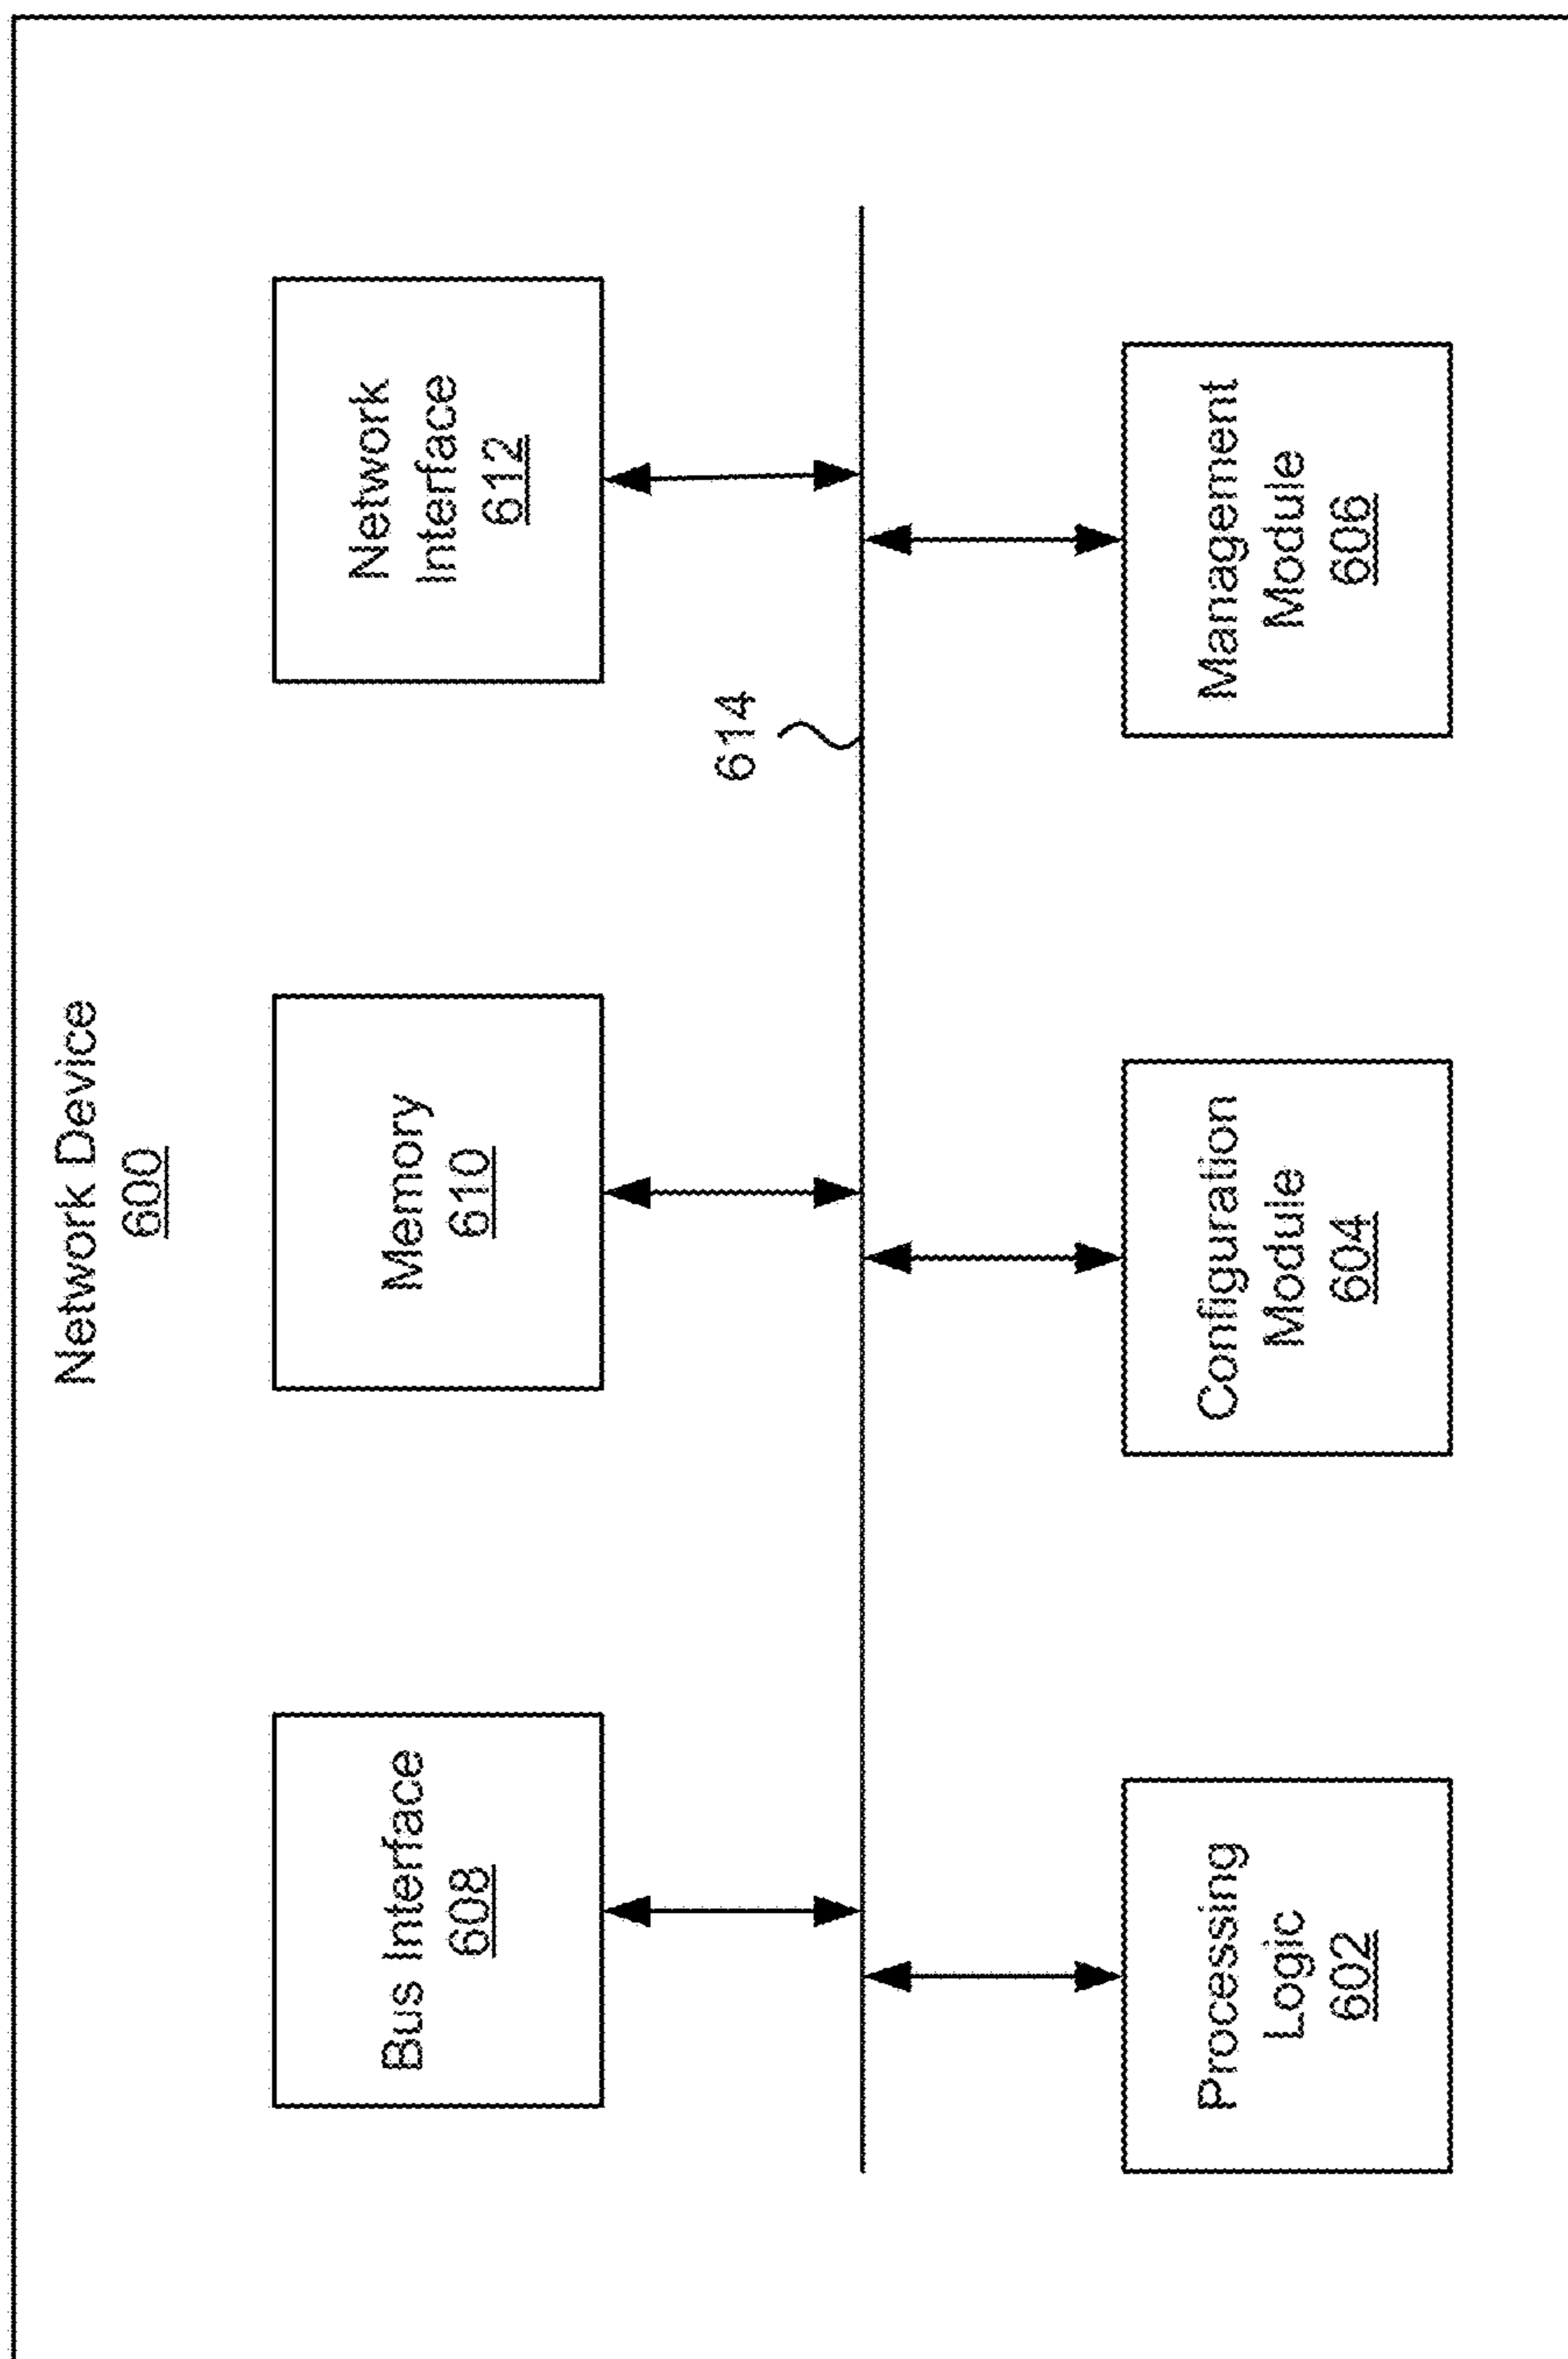 Network Device
600
Bus Interface
608
Memory
610
Network
Interface
612
614
Processing
Logic
602
Configuration
Module
604
Management
Module
606